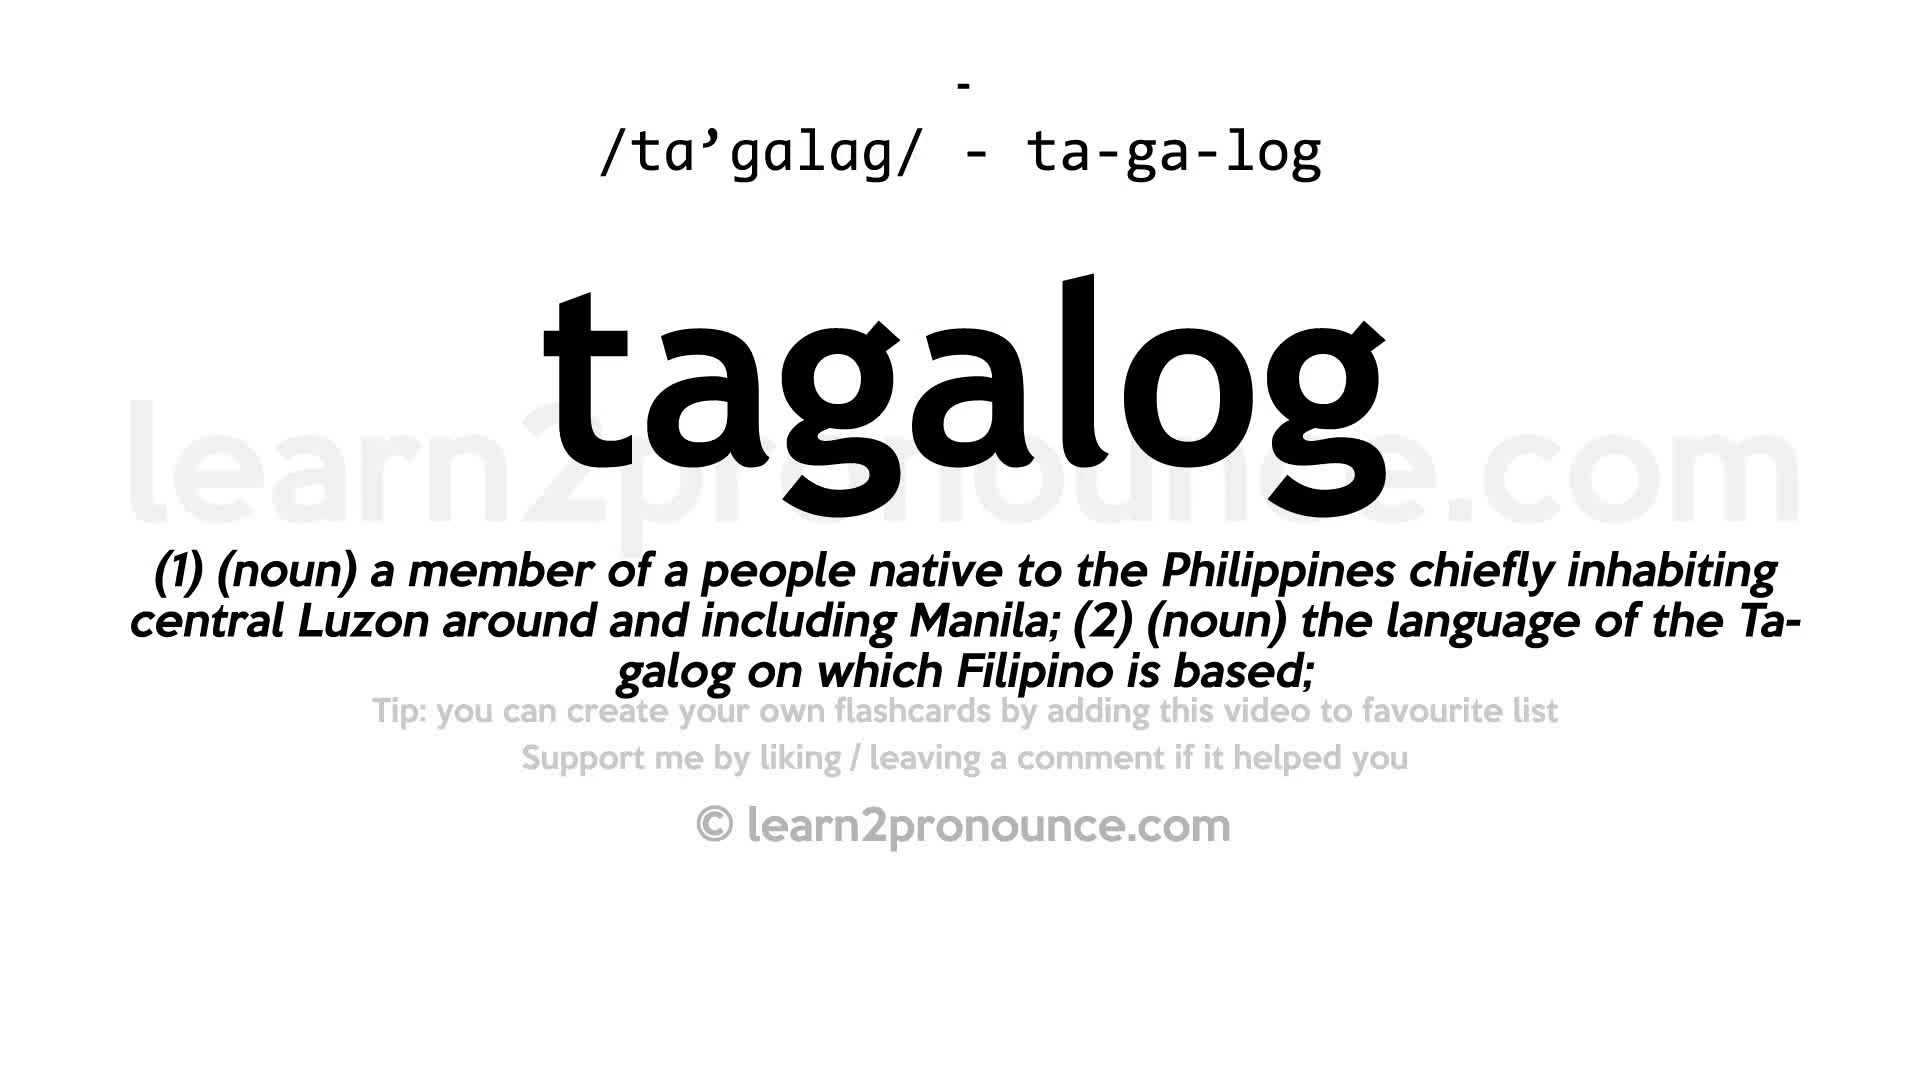 -
/tɑ’gɑlɑg/ - ta-ga-log
tagalog
learn2pronounce.com
(1) (noun) a member of a people native to the Philippines chiefly inhabiting
central Luzon around and including Manila; (2) (noun) the language of the Ta-
galog on which Filipino is based;
Tip: you can create your own flashcards by adding this video to favourite list
Support me by liking / leaving a comment if it helped you
© learn2pronounce.com